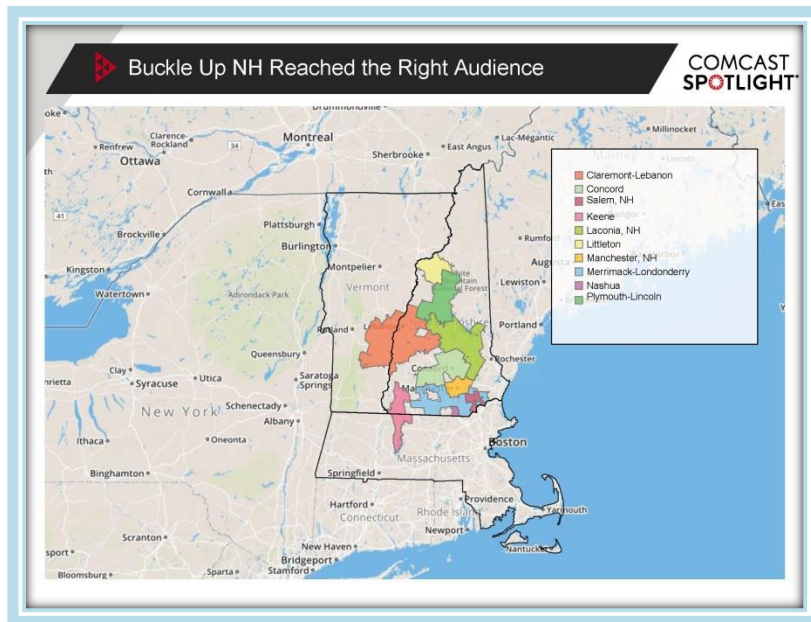 Buckle Up NH Reached the Right Audience
COMCAST
SPOTLIGHT
Claremont-Lebanon
Concord
Salem, NH
Keene
Laconia, NH
Littleton
Manchester, NH
Merrimack-Londonderry
Nashua
Plymouth-Lincoln
Renfrew
Clarence-
Rockland
34
Montreal
Sherbrooke
East Angus
Lac-Mégantic
Millinocket
Ottawa
Cornwall
41
Brockville
Plattsburgh
Burlington
Rumford
Kingston
Montpelier
Lewiston
Watertown
Adirondack Park
Vermont
Portland
Queensbury
Rochester
Clay
Syracuse
Utica
Saratoga
Springs
New York
Schenectady
Albany
Ithaca
Oneonta
Boston
Massachusetts
Binghamton
Springfield
Hartford
Providence
Connecticut
Rhode Island
Yarmouth
Newport
Scranton
New Haven
Nantucket
Bridgeport
Bloomsburg
Sparta
Stamford